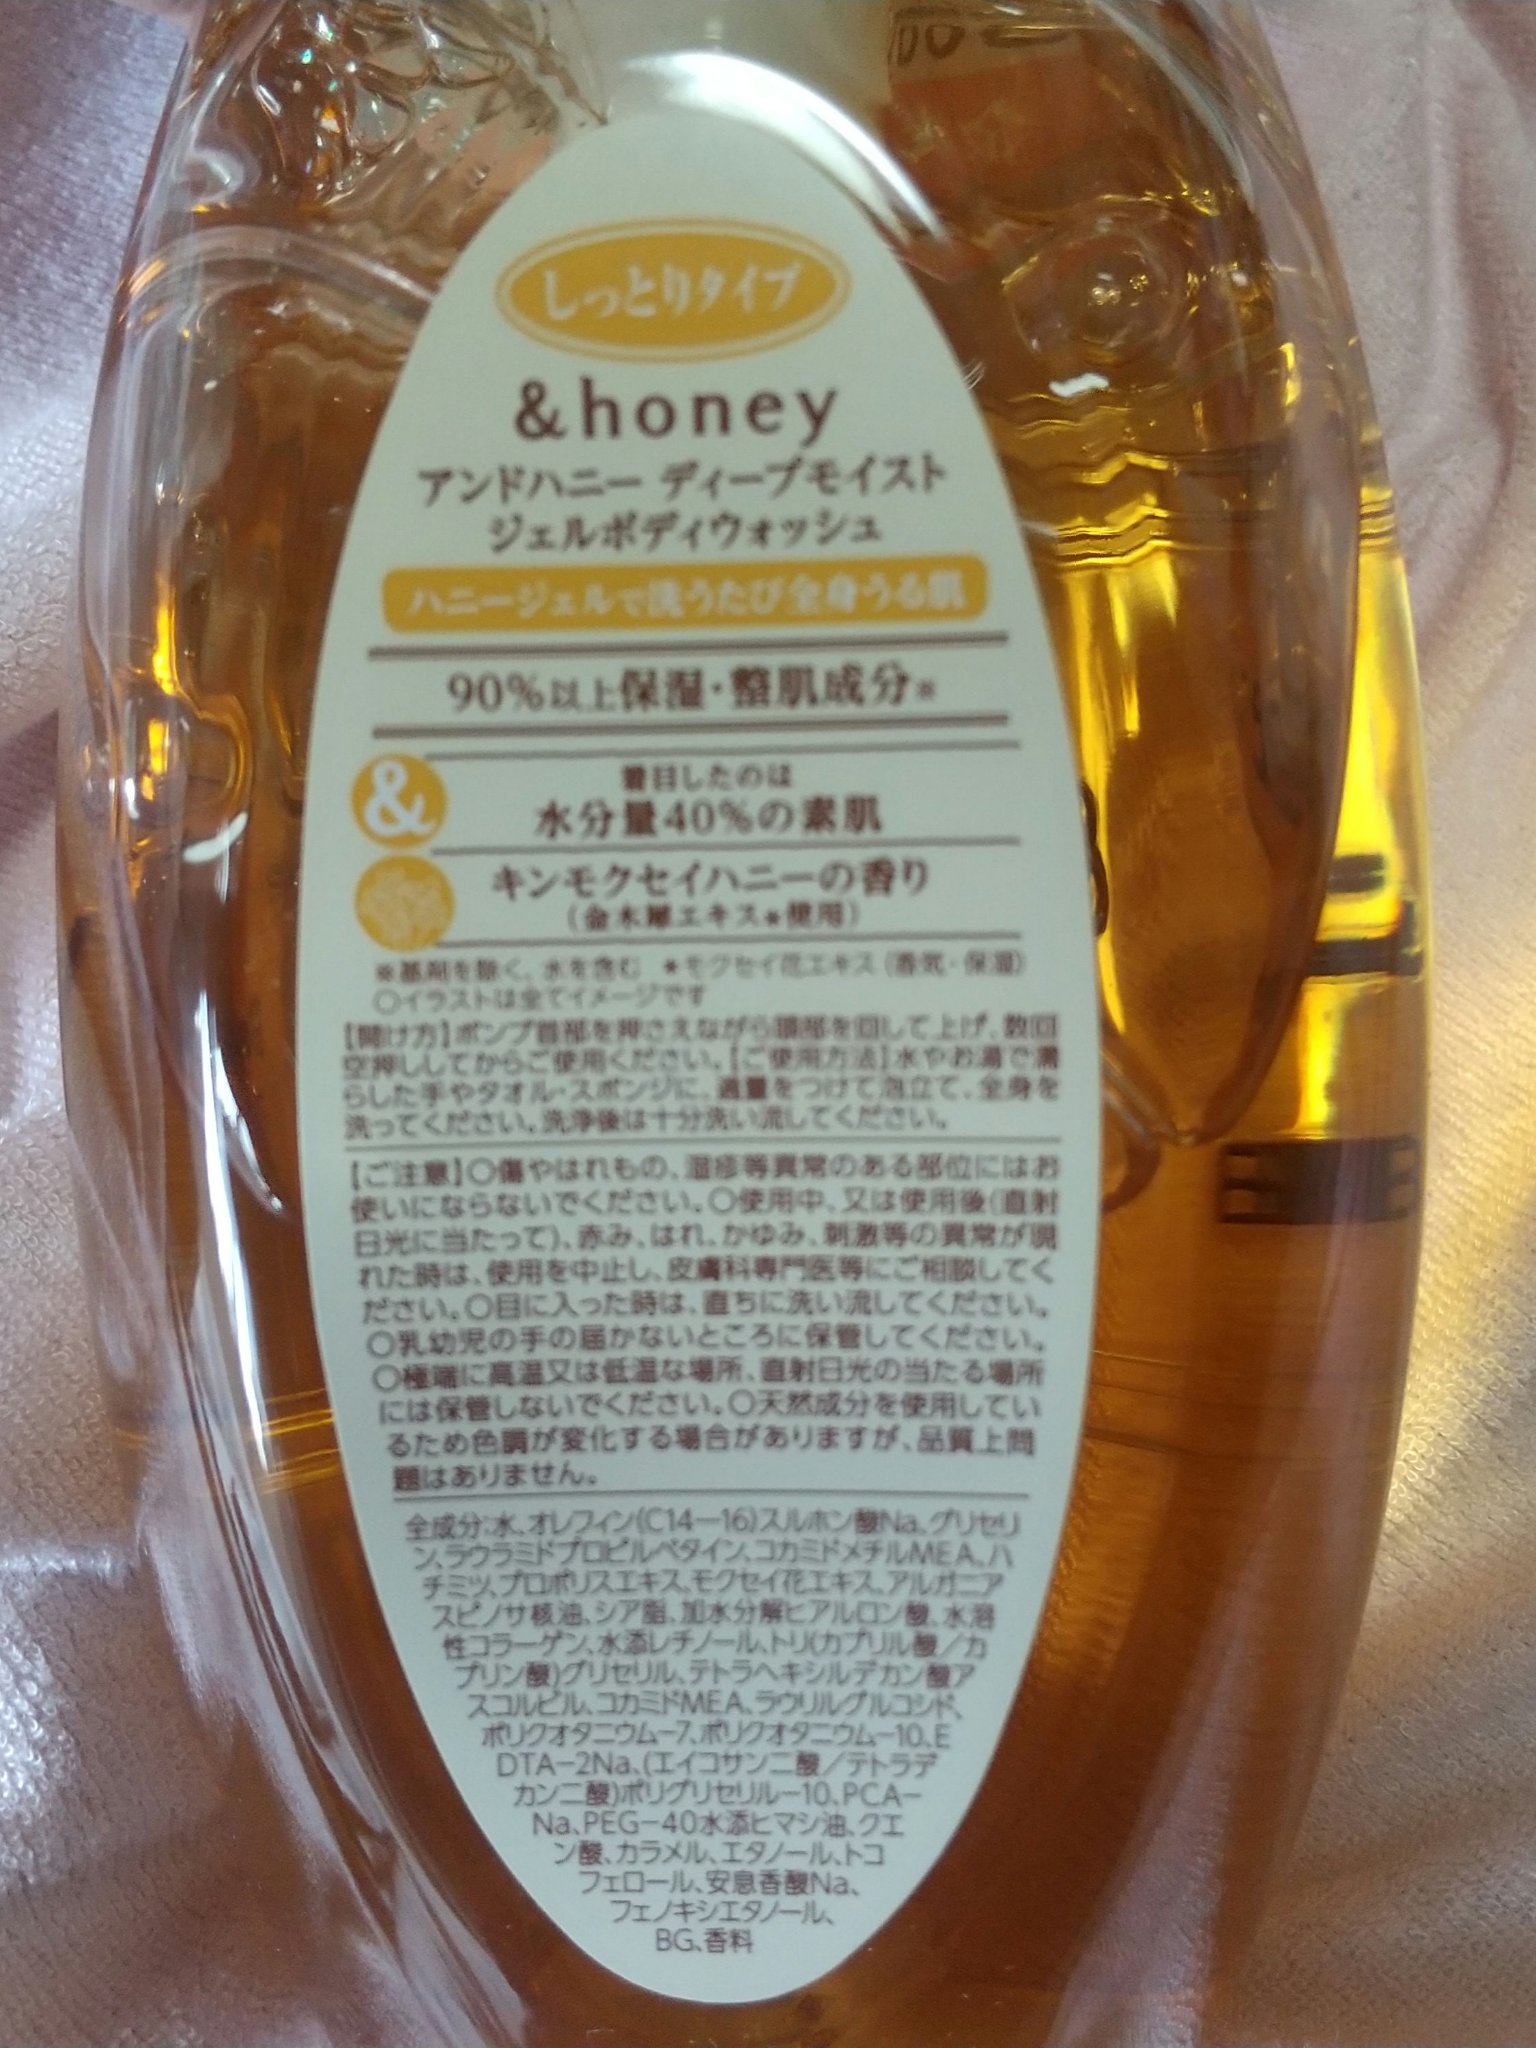 しっとりタイプ
&honey
アンドハニー ディープモイスト
ジェルボディウォッシュ
ハニージェルで洗うたび全身うる肌
90%以上保湿・整肌成分※
&
着目したのは
水分量40%の素肌
キンモクセイハニーの香り
(金木犀エキス★使用)
※基剤を除く、水を含む ★モクセイ花エキス(香気・保湿)
○イラストは全てイメージです
【開け方】ポンプ首部を押さえながら頭部を回して上げ、数回
空押ししてからご使用ください。【ご使用方法】水やお湯で濡
らした手やタオル・スポンジに、適量をつけて泡立て、全身を
洗ってください。洗浄後は十分洗い流してください。
【ご注意】○傷やはれもの、湿疹等異常のある部位にはお
使いにならないでください。○使用中、又は使用後(直射
日光に当たって)、赤み、はれ、かゆみ、刺激等の異常が現
れた時は、使用を中止し、皮膚科専門医等にご相談してく
ださい。○目に入った時は、直ちに洗い流してください。
○乳幼児の手の届かないところに保管してください。
○極端に高温又は低温な場所、直射日光の当たる場所
には保管しないでください。○天然成分を使用してい
るため色調が変化する場合がありますが、品質上問
題はありません。
全成分:水、オレフィン(C14−16)スルホン酸Na、グリセリ
ン、ラウラミドプロピルベタイン、コカミドメチルMEA、ハ
チミツ、プロポリスエキス、モクセイ花エキス、アルガニア
スピノサ核油、シア脂、加水分解ヒアルロン酸、水溶
性コラーゲン、水添レチノール、トリ(カプリル酸/カ
プリン酸)グリセリル、テトラヘキシルデカン酸ア
スコルビル、コカミドMEA、ラウリルグルコシド、
ポリクオタニウム−7、ポリクオタニウム−10、E
DTA−2Na、(エイコサン二酸/テトラデ
カン二酸)ポリグリセリル−10、PCA−
Na、PEG−40水添ヒマシ油、クエ
ン酸、カラメル、エタノール、トコ
フェロール、安息香酸Na、
フェノキシエタノール、
BG、香料